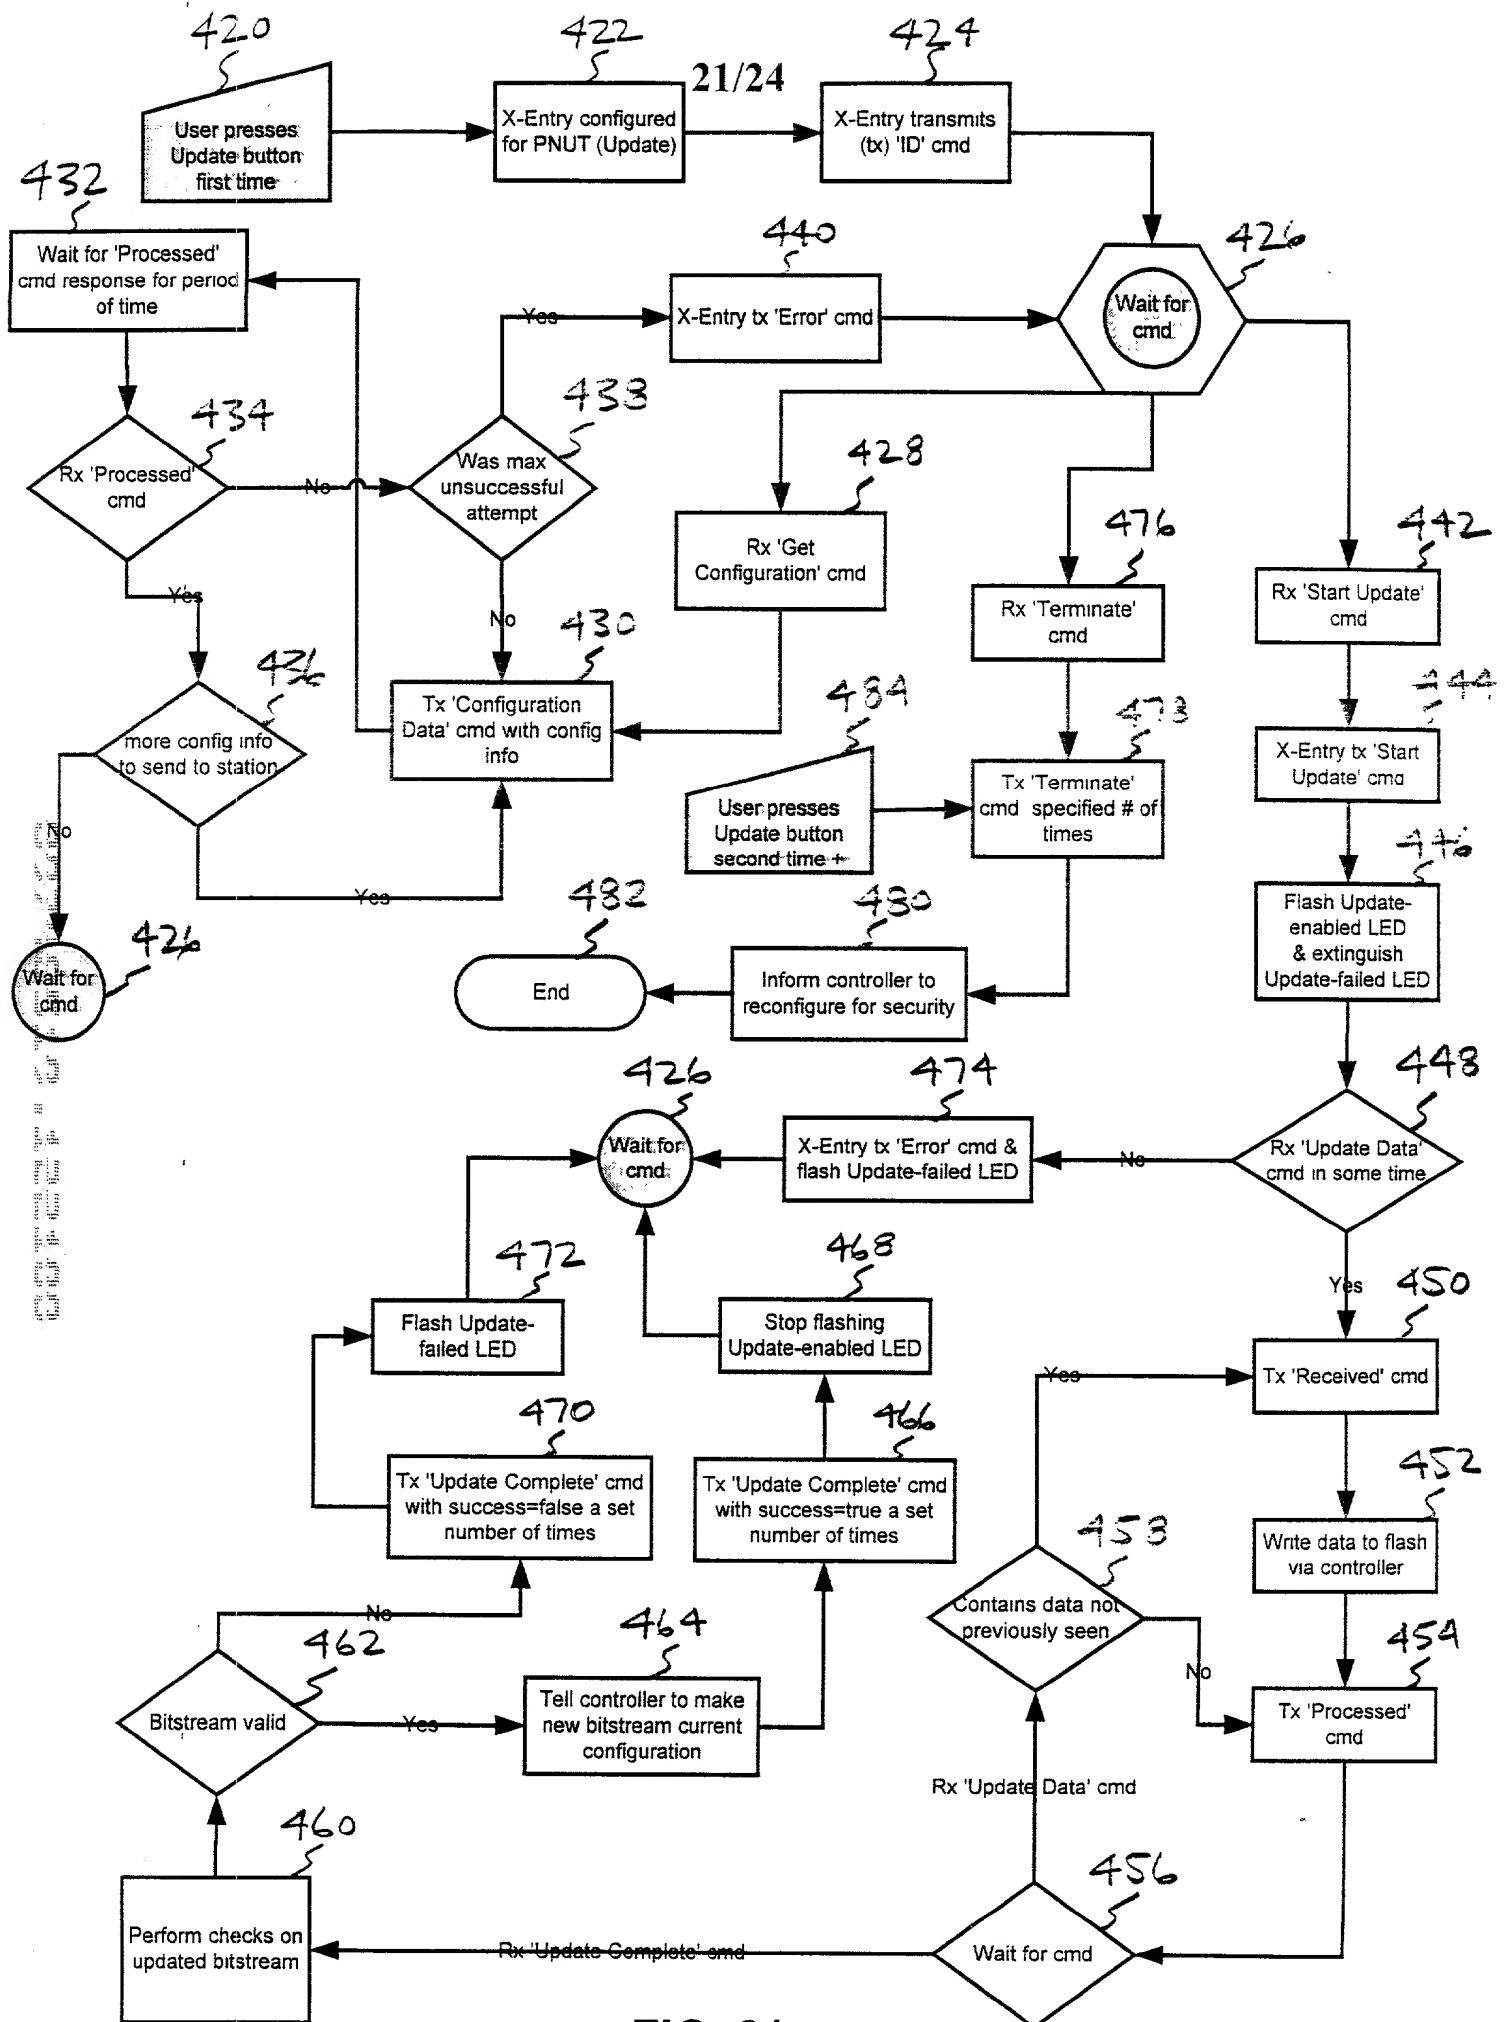 420
422
424
21/24
User presses
Update button
first time
X-Entry configured
for PNUT (Update)
X-Entry transmits
(tx) 'ID' cmd
432
Wait for 'Processed'
cmd response for period
of time
440
X-Entry tx 'Error' cmd
426
Wait for
cmd
Yes
434
Rx 'Processed'
cmd
No
438
Was max
unsuccessful
attempt
428
Rx 'Get
Configuration' cmd
476
Rx 'Terminate'
cmd
442
Rx 'Start Update'
cmd
Yes
No
436
more config info
to send to station
430
Tx 'Configuration
Data' cmd with config
info
484
User presses
Update button
second time +
478
Tx 'Terminate'
cmd specified # of
times
444
X-Entry tx 'Start
Update' cmd
446
Flash Update-
enabled LED
& extinguish
Update-failed LED
No
Yes
426
Wait for
cmd
482
End
480
Inform controller to
reconfigure for security
426
Wait for
cmd
474
X-Entry tx 'Error' cmd &
flash Update-failed LED
No
448
Rx 'Update Data'
cmd in some time
Yes
472
Flash Update-
failed LED
468
Stop flashing
Update-enabled LED
450
Tx 'Received' cmd
Yes
470
Tx 'Update Complete' cmd
with success=false a set
number of times
466
Tx 'Update Complete' cmd
with success=true a set
number of times
452
Write data to flash
via controller
458
Contains data not
previously seen
No
No
462
Bitstream valid
Yes
464
Tell controller to make
new bitstream current
configuration
454
Tx 'Processed'
cmd
Rx 'Update Data' cmd
460
Perform checks on
updated bitstream
Rx 'Update Complete' cmd
456
Wait for cmd